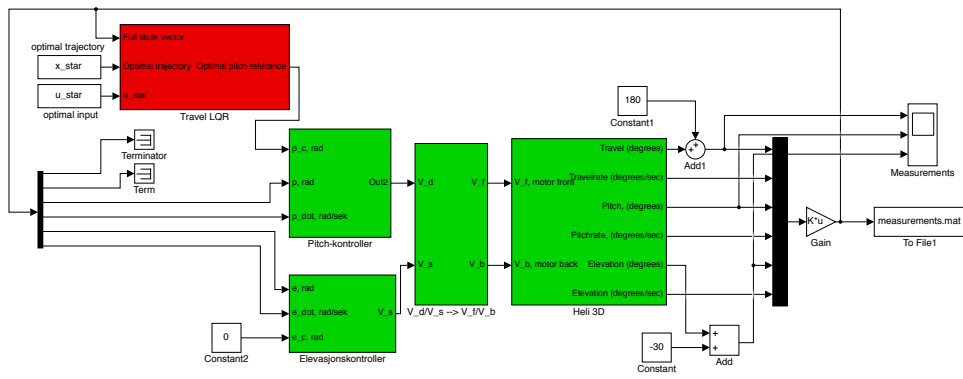 optimal trajectory
x_star
u_star
optimal input
Full state vector
Optimal trajectory
Optimal pitch referance
u_star
Travel LQR
Terminator
Term
p_c, rad
p, rad
p_dot, rad/sek
Out2
Pitch-kontroller
e, rad
e_dot, rad/sek
e_c, rad
V_s
Elevasjonskontroller
0
Constant2
V_d
V_s
V_f
V_b
V_d/V_s --> V_f/V_b
V_f, motor front
V_b, motor back
Travel (degrees)
Travelrate (degrees/sec)
Pitch, (degrees)
Pitchrate, (degrees/sec)
Elevation (degrees)
Elevation (degrees/sec)
Heli 3D
180
Constant1
+
+
Add1
-30
Constant
+
+
Add
K*u
Gain
Measurements
measurements.mat
To File1